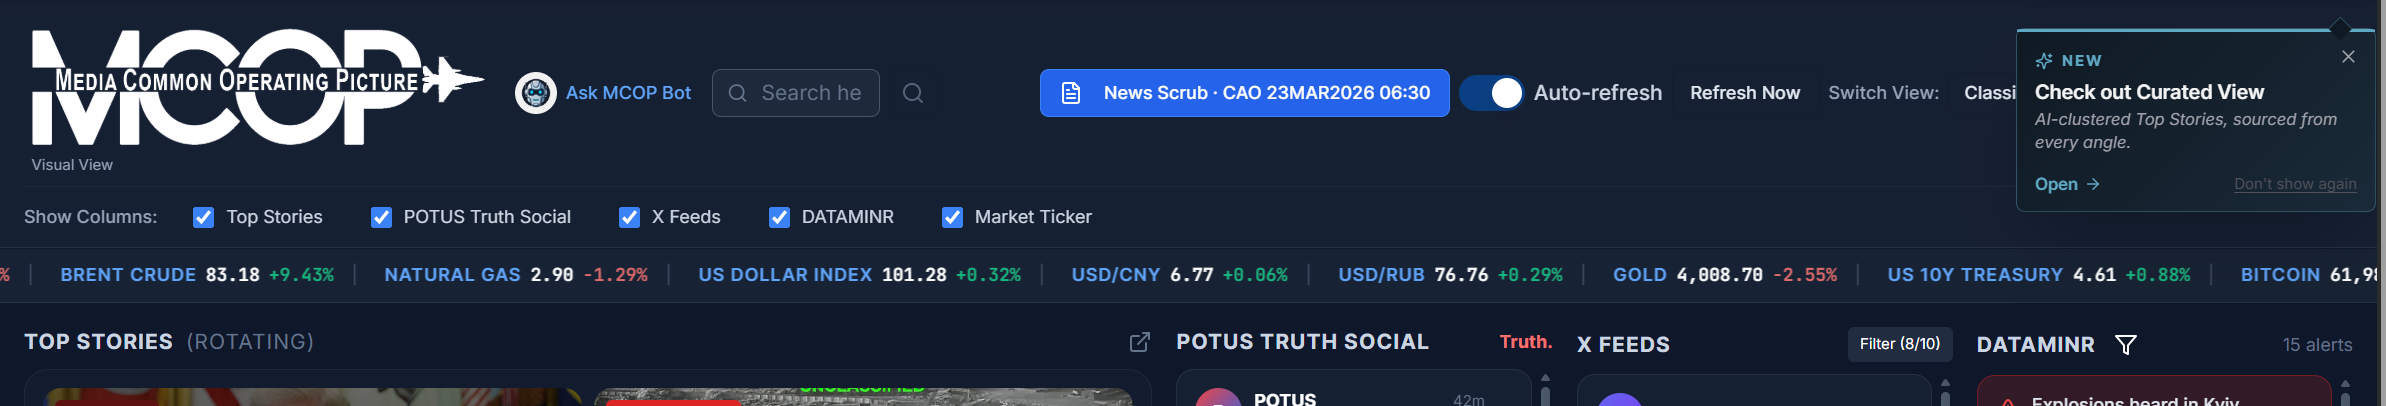 MCOP
MEDIA COMMON OPERATING PICTURE
Visual View
Ask MCOP Bot
Search he
News Scrub · CAO 23MAR2026 06:30
Auto-refresh
Refresh Now
Switch View:
Classi
NEW
Check out Curated View
AI-clustered Top Stories, sourced from
every angle.
Open →
Don't show again
Show Columns:
Top Stories
POTUS Truth Social
X Feeds
DATAMINR
Market Ticker
%
BRENT CRUDE 83.18 +9.43%
NATURAL GAS 2.90 -1.29%
US DOLLAR INDEX 101.28 +0.32%
USD/CNY 6.77 +0.06%
USD/RUB 76.76 +0.29%
GOLD 4,008.70 -2.55%
US 10Y TREASURY 4.61 +0.88%
BITCOIN 61,98
TOP STORIES (ROTATING)
POTUS TRUTH SOCIAL
Truth.
X FEEDS
Filter (8/10)
DATAMINR
15 alerts
UNCLASSIFIED
POTUS
42m
Explosions heard in Kyiv